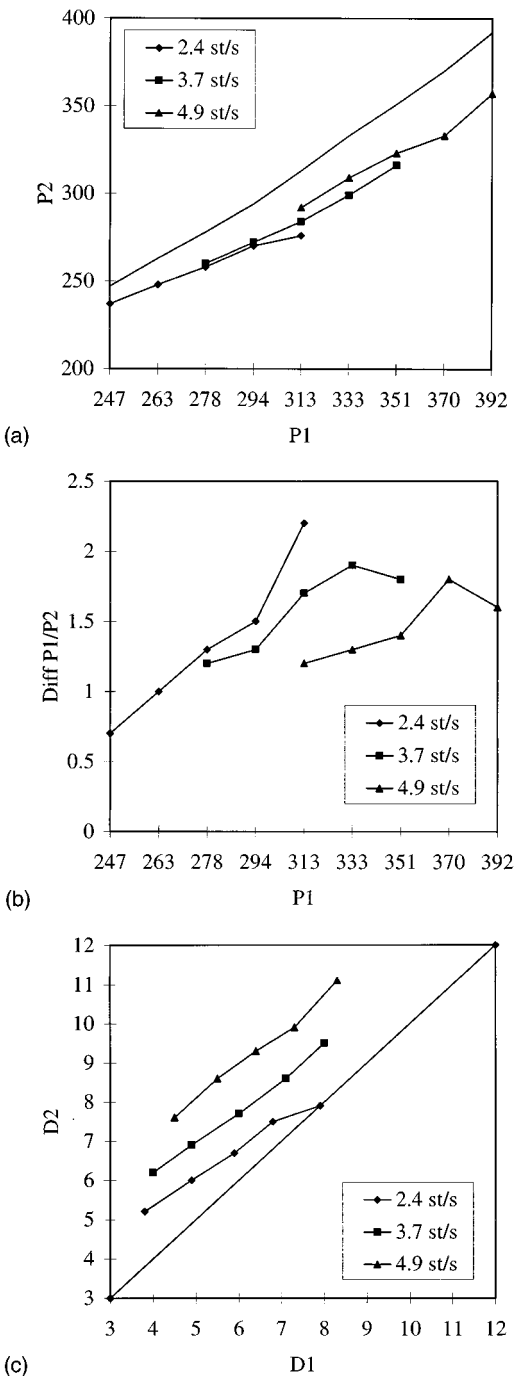 400
350
300
250
200
P2
2.4 st/s
3.7 st/s
4.9 st/s
247 263 278 294 313 333 351 370 392
P1
(a)
2.5
2
1.5
1
0.5
0
Diff P1/P2
2.4 st/s
3.7 st/s
4.9 st/s
247 263 278 294 313 333 351 370 392
P1
(b)
12
11
10
9
8
7
6
5
4
3
D2
2.4 st/s
3.7 st/s
4.9 st/s
3 4 5 6 7 8 9 10 11 12
D1
(c)